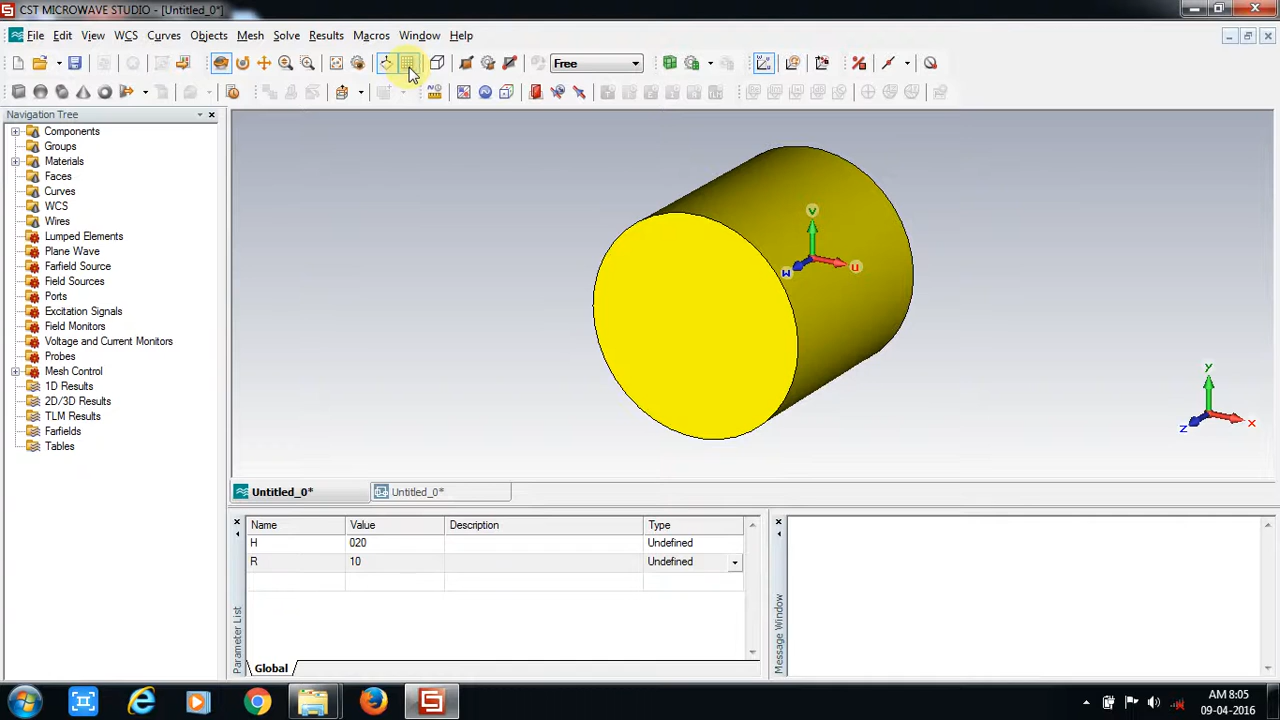 CST MICROWAVE STUDIO - [Untitled_0*]
File Edit View WCS Curves Objects Mesh Solve Results Macros Window Help
Free
Navigation Tree
Components
Groups
Materials
Faces
Curves
WCS
Wires
Lumped Elements
Plane Wave
Farfield Source
Field Sources
Ports
Excitation Signals
Field Monitors
Voltage and Current Monitors
Probes
Mesh Control
1D Results
2D/3D Results
TLM Results
Farfields
Tables
v
u
w
y
x
z
Untitled_0* Untitled_0*
Name Value Description Type
H 020 Undefined
R 10 Undefined
Parameter List
Global
Message Window
AM 8:05
09-04-2016